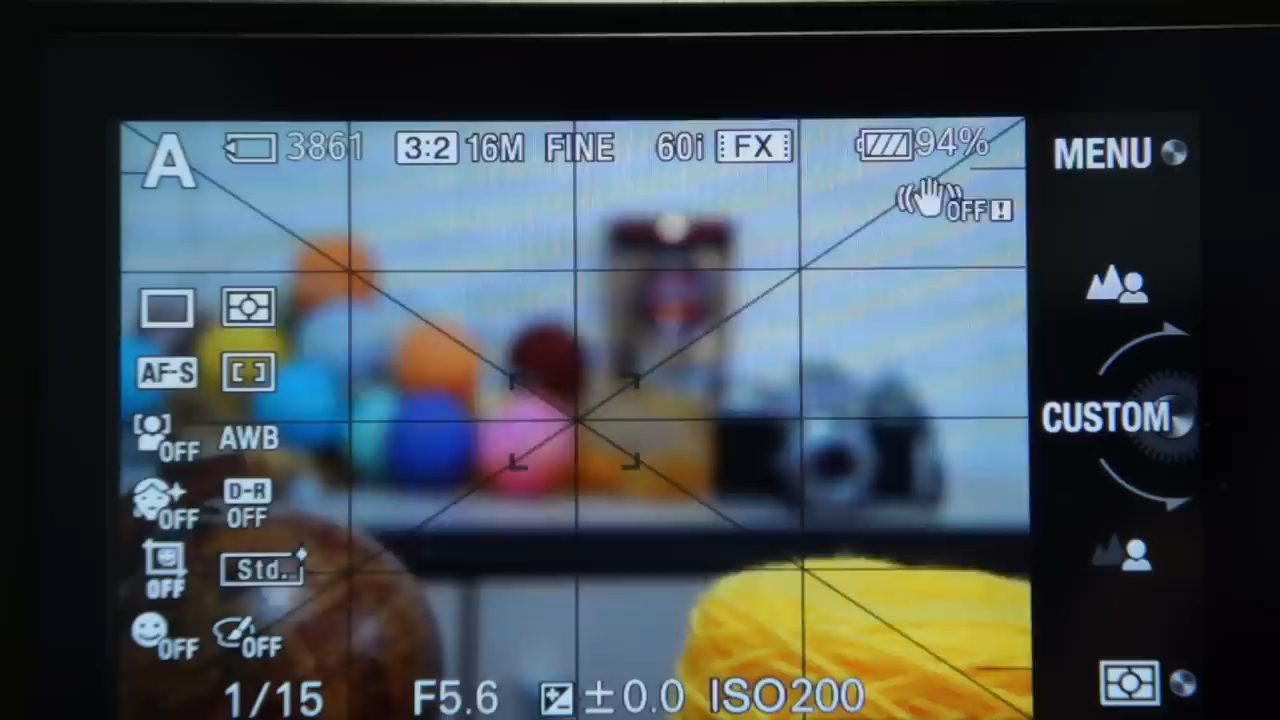 A 3861 3:2 16M FINE 60i FX 94% MENU
OFF !
AF-S
OFF AWB CUSTOM
OFF D-R OFF
OFF Std.
OFF OFF
1/15 F5.6 ±0.0 ISO200